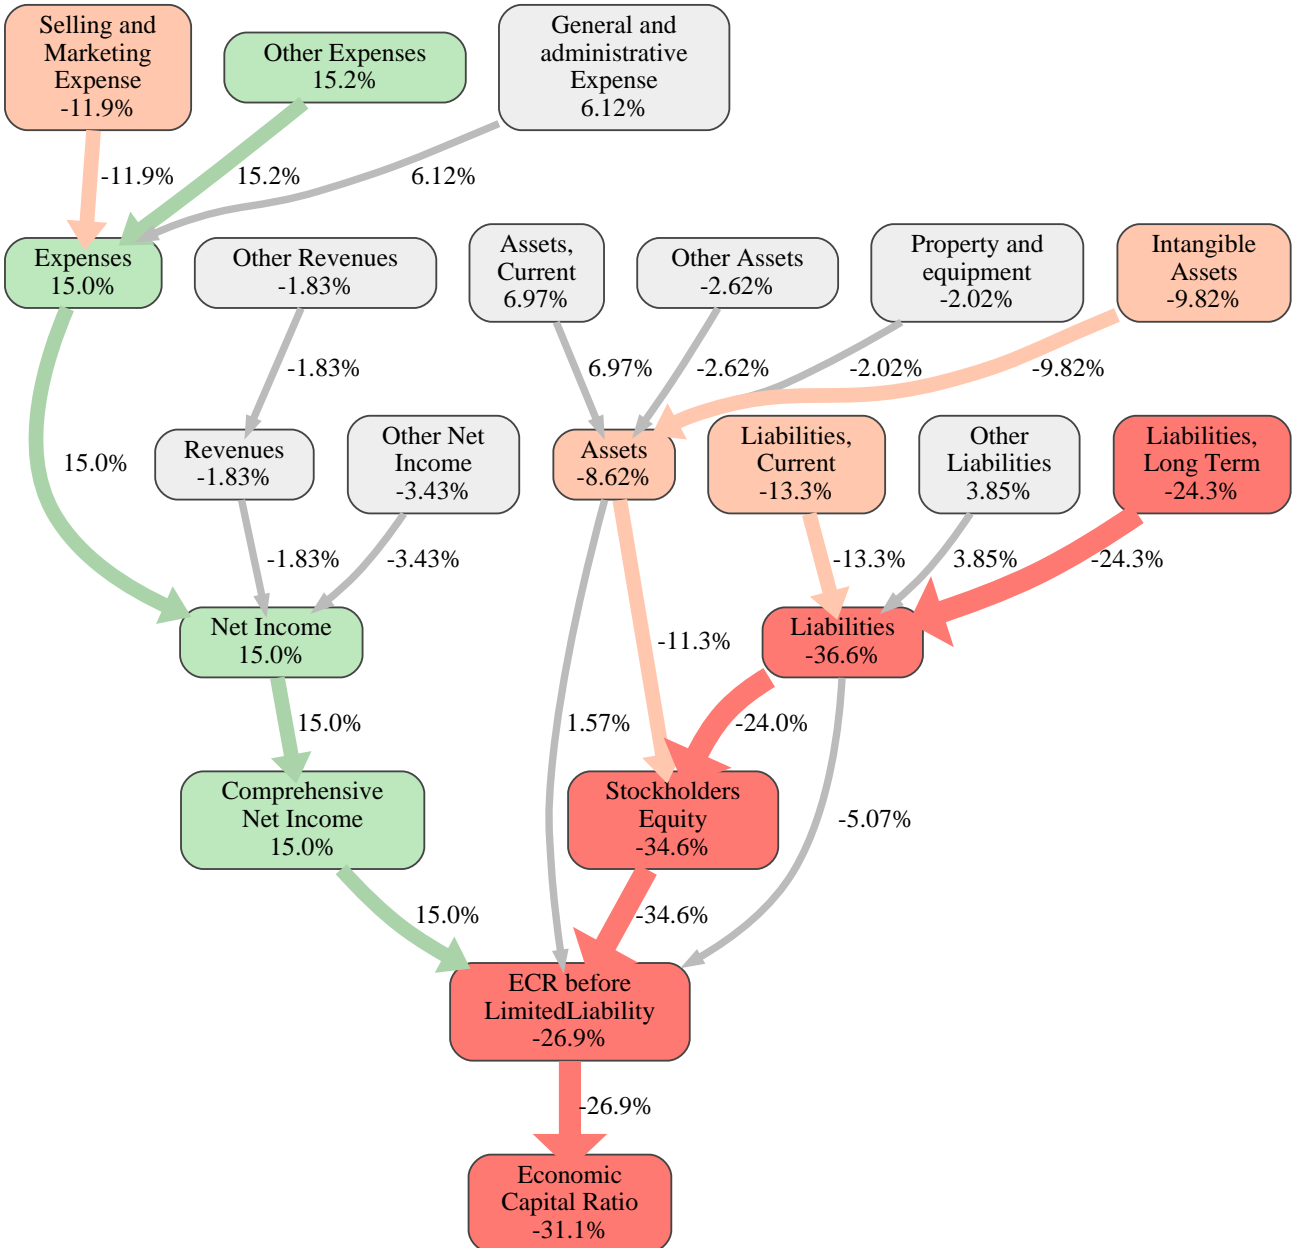 Selling and
Marketing
Expense
-11.9%
Other Expenses
15.2%
General and
administrative
Expense
6.12%
-11.9%
15.2%
6.12%
Expenses
15.0%
Other Revenues
-1.83%
Assets,
Current
6.97%
Other Assets
-2.62%
Property and
equipment
-2.02%
Intangible
Assets
-9.82%
-1.83%
6.97%
-2.62%
-2.02%
-9.82%
15.0%
Revenues
-1.83%
Other Net
Income
-3.43%
Assets
-8.62%
Liabilities,
Current
-13.3%
Other
Liabilities
3.85%
Liabilities,
Long Term
-24.3%
-1.83%
-3.43%
-13.3%
3.85%
-24.3%
Net Income
15.0%
-11.3%
Liabilities
-36.6%
15.0%
1.57%
-24.0%
Comprehensive
Net Income
15.0%
Stockholders
Equity
-34.6%
-5.07%
15.0%
-34.6%
ECR before
LimitedLiability
-26.9%
-26.9%
Economic
Capital Ratio
-31.1%